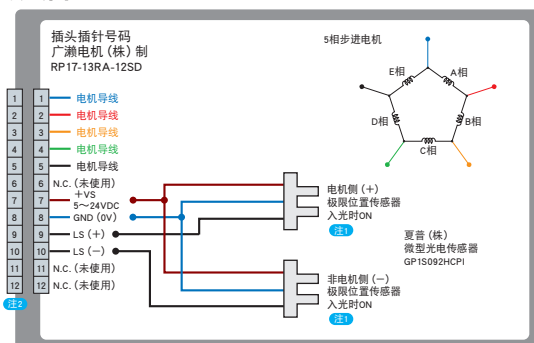 插头插针号码
广濑电机(株)制
RP17-13RA-12SD
5相步进电机
E相
A相
D相
B相
C相
1 1 电机导线
2 2 电机导线
3 3 电机导线
4 4 电机导线
5 5 电机导线
6 6 N.C.(未使用)
7 7 +VS
5~24VDC
8 8 GND(0V)
9 9 LS(+)
10 10 LS(-)
11 11 N.C.(未使用)
12 12 N.C.(未使用)
注2
电机侧(+)
极限位置传感器
入光时ON
注1
非电机侧(-)
极限位置传感器
入光时ON
注1
夏普(株)
微型光电传感器
GP1S092HCPI